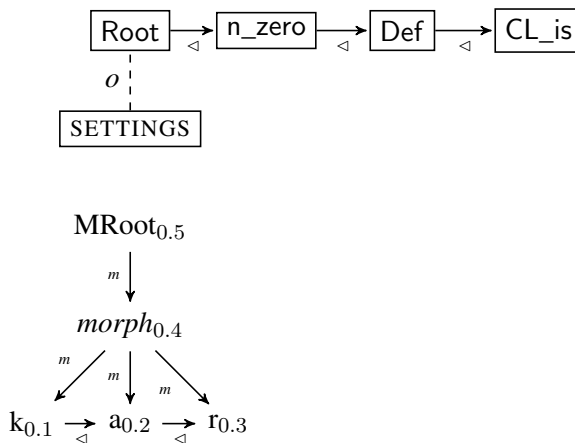 Root n_zero Def CL_is
◁ ◁ ◁
o
SETTINGS
MRoot0.5
m
morph0.4
m m m
k0.1 a0.2 r0.3
◁ ◁